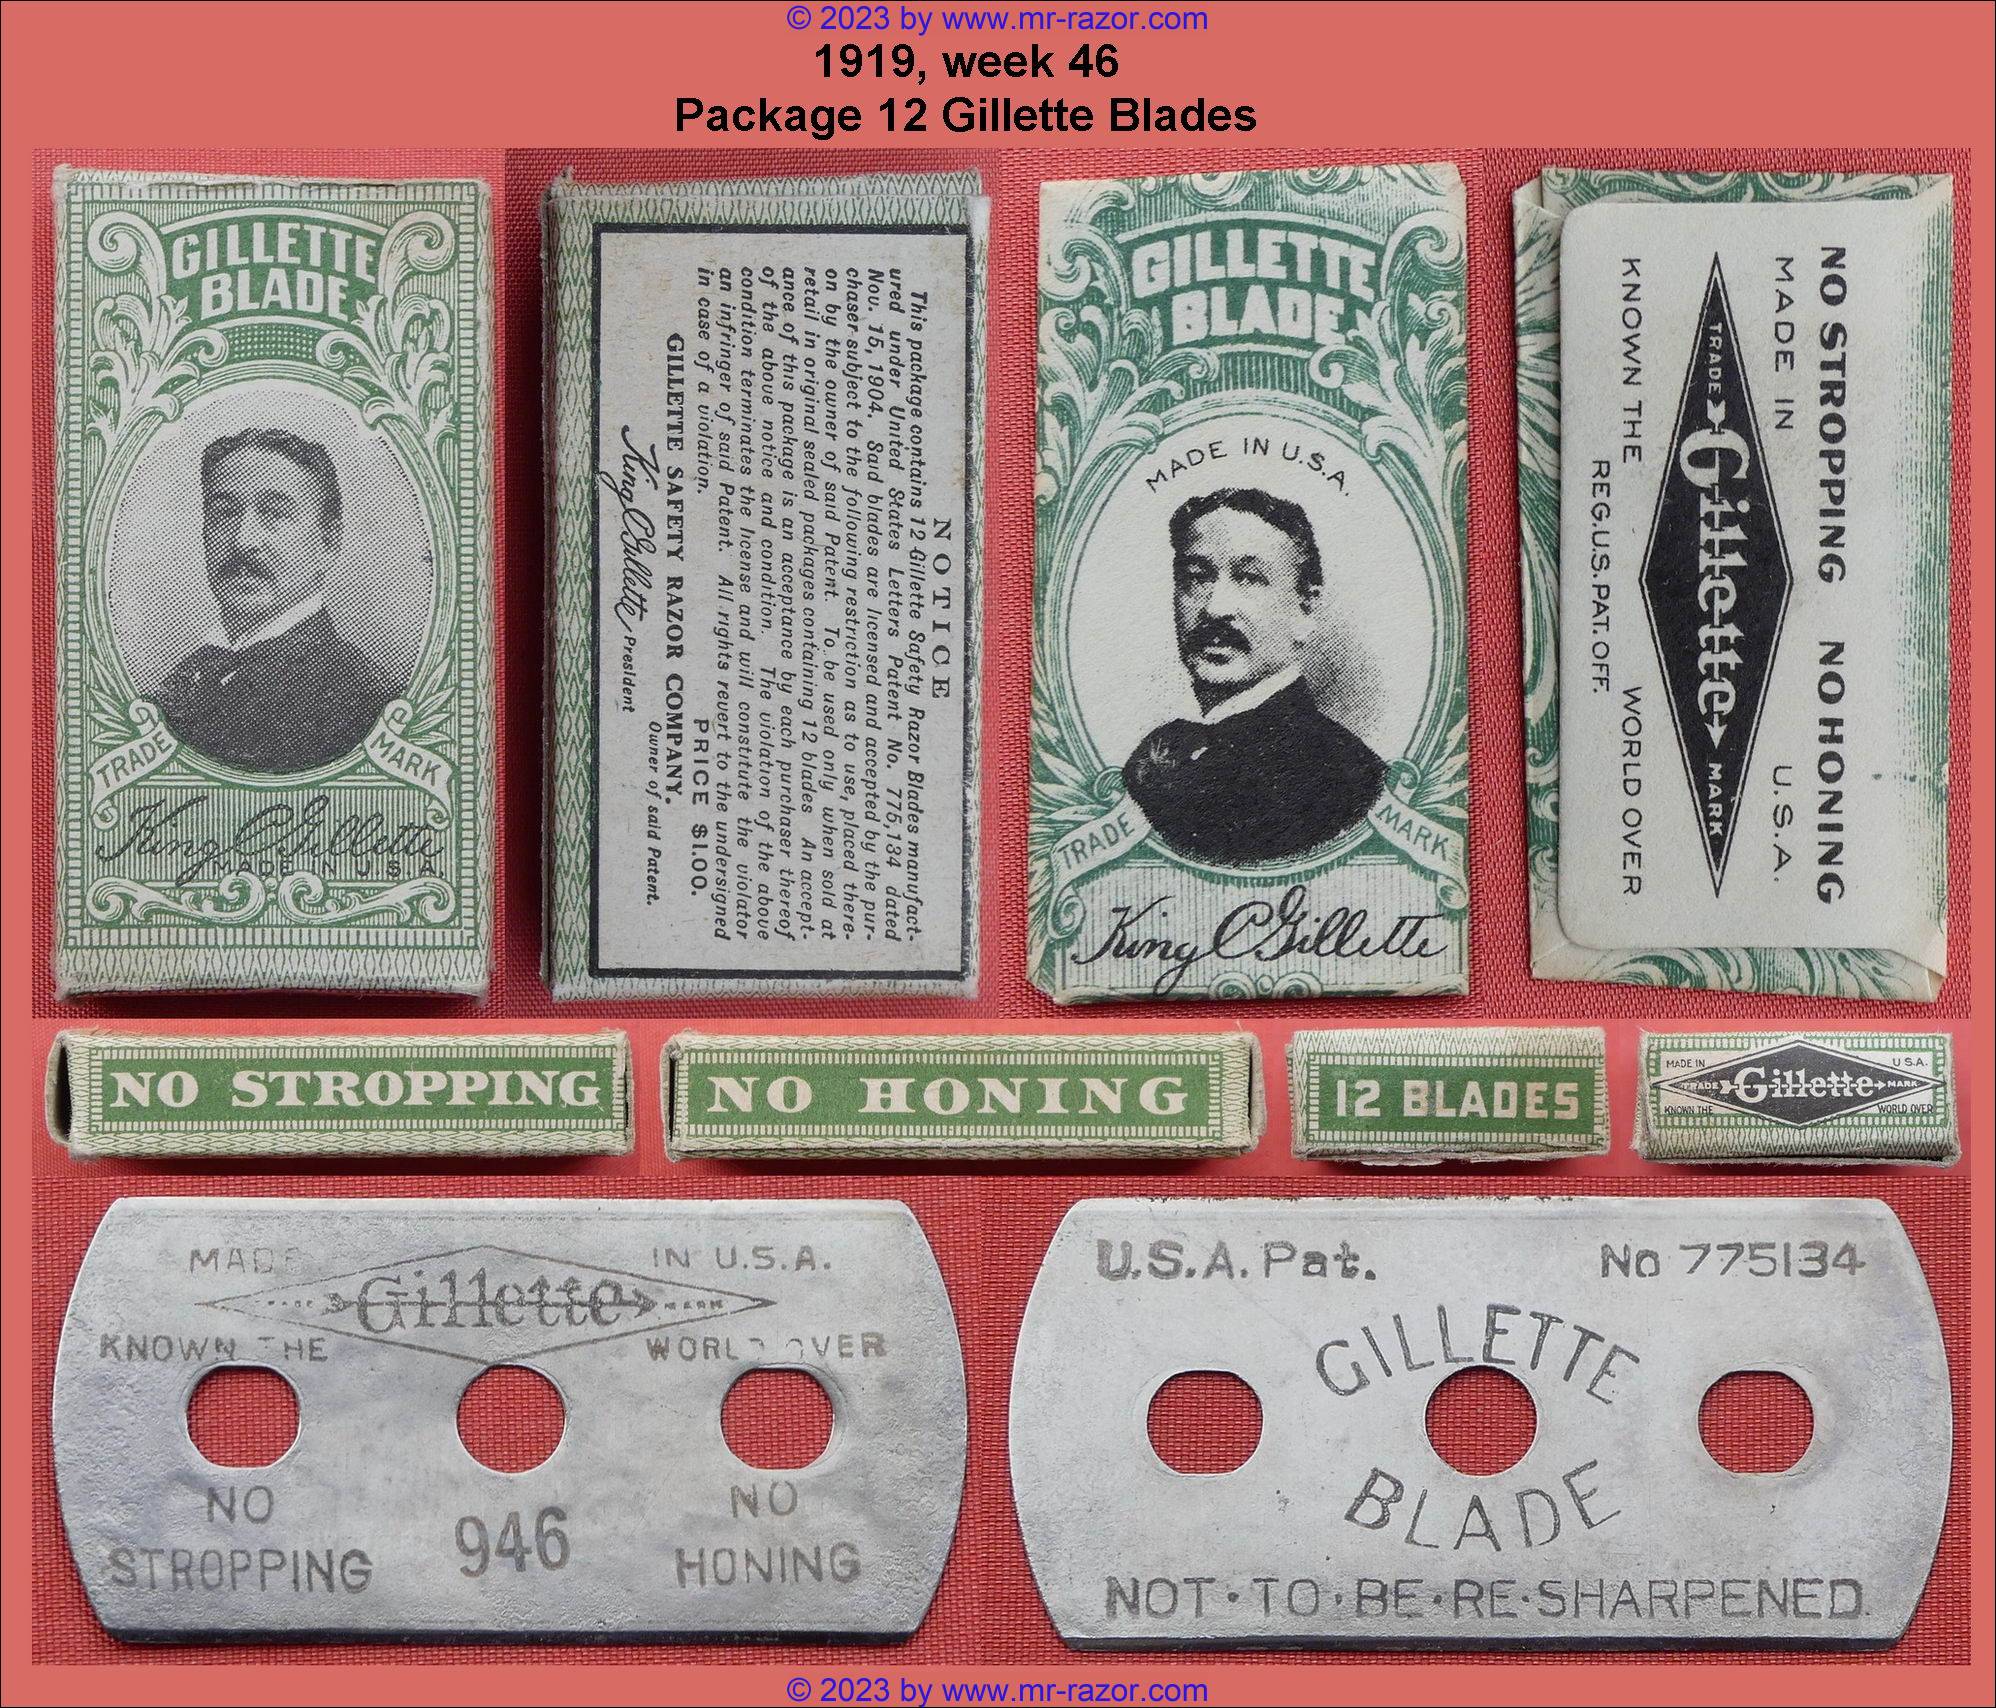 © 2023 by www.mr-razor.com
1919, week 46
Package 12 Gillette Blades
GILLETTE
BLADE
TRADE MARK
King C Gillette
MADE IN U.S.A.
NOTICE
This package contains 12 Gillette Safety Razor Blades manufact-
ured under United States Letters Patent No. 775,134 dated
Nov. 15, 1904. Said blades are licensed and accepted by the pur-
chaser subject to the following restriction as to use, placed there-
on by the owner of said Patent. To be used only when sold at
retail in original sealed packages containing 12 blades An accept-
ance of this package is an acceptance by each purchaser thereof
of the above notice and condition. The violation of the above
condition terminates the license and will constitute the violator
an infringer of said Patent. All rights revert to the undersigned
in case of a violation. PRICE $1.00.
GILLETTE SAFETY RAZOR COMPANY.
Owner of said Patent.
King C Gillette President
GILLETTE
BLADE
MADE IN U.S.A.
TRADE MARK
King C Gillette
NO STROPPING NO HONING
MADE IN U.S.A.
TRADE Gillette MARK
KNOWN THE WORLD OVER
REG.U.S.PAT.OFF.
NO STROPPING
NO HONING
12 BLADES
MADE IN U.S.A.
TRADE Gillette MARK
KNOWN THE WORLD OVER
MADE IN U.S.A.
Gillette MARK
KNOWN THE WORLD OVER
NO NO
STROPPING 946 HONING
U.S.A. Pat. No 775134
GILLETTE
BLADE
NOT·TO·BE·RE·SHARPENED.
© 2023 by www.mr-razor.com